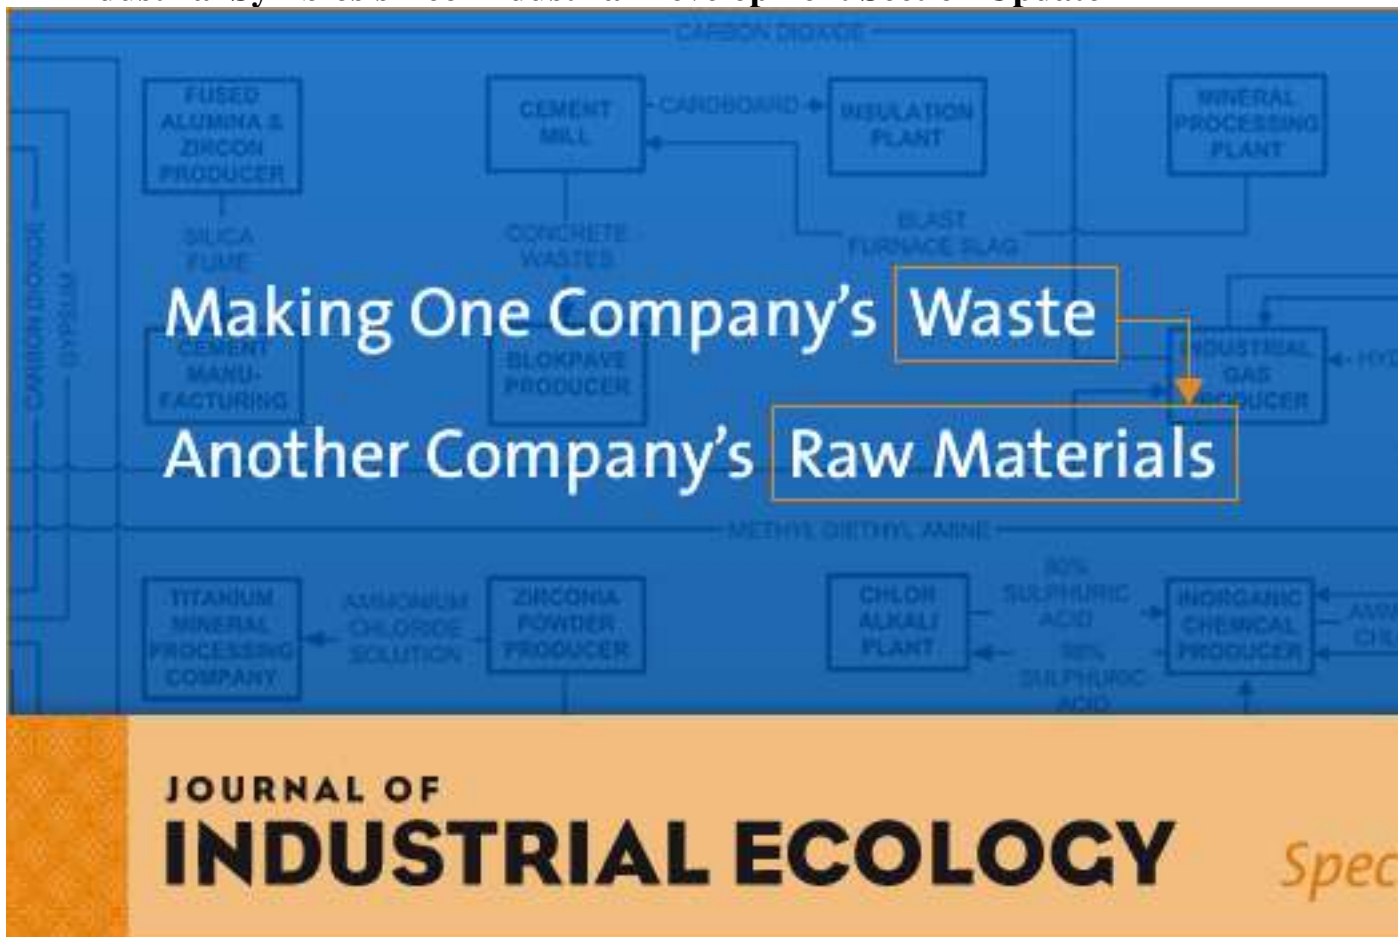 CARBON DIOXIDE
FUSED
ALUMINA &
ZIRCON
PRODUCER
CEMENT
MILL
CARDBOARD
INSULATION
PLANT
MINERAL
PROCESSING
PLANT
SILICA
FUME
CONCRETE
WASTES
BLAST
FURNACE SLAG
CARBON DIOXIDE
GYPSUM
Making One Company’s Waste
CEMENT
MANU-
FACTURING
BLOKPAVE
PRODUCER
INDUSTRIAL
GAS
PRODUCER
Another Company’s Raw Materials
METHYL DIETHYL AMINE
TITANIUM
MINERAL
PROCESSING
COMPANY
AMMONIUM
CHLORIDE
SOLUTION
ZIRCONIA
POWDER
PRODUCER
CHLOR
ALKALI
PLANT
SULPHURIC
ACID
98%
SULPHURIC
ACID
INORGANIC
CHEMICAL
PRODUCER
JOURNAL OF
INDUSTRIAL ECOLOGY
Spec